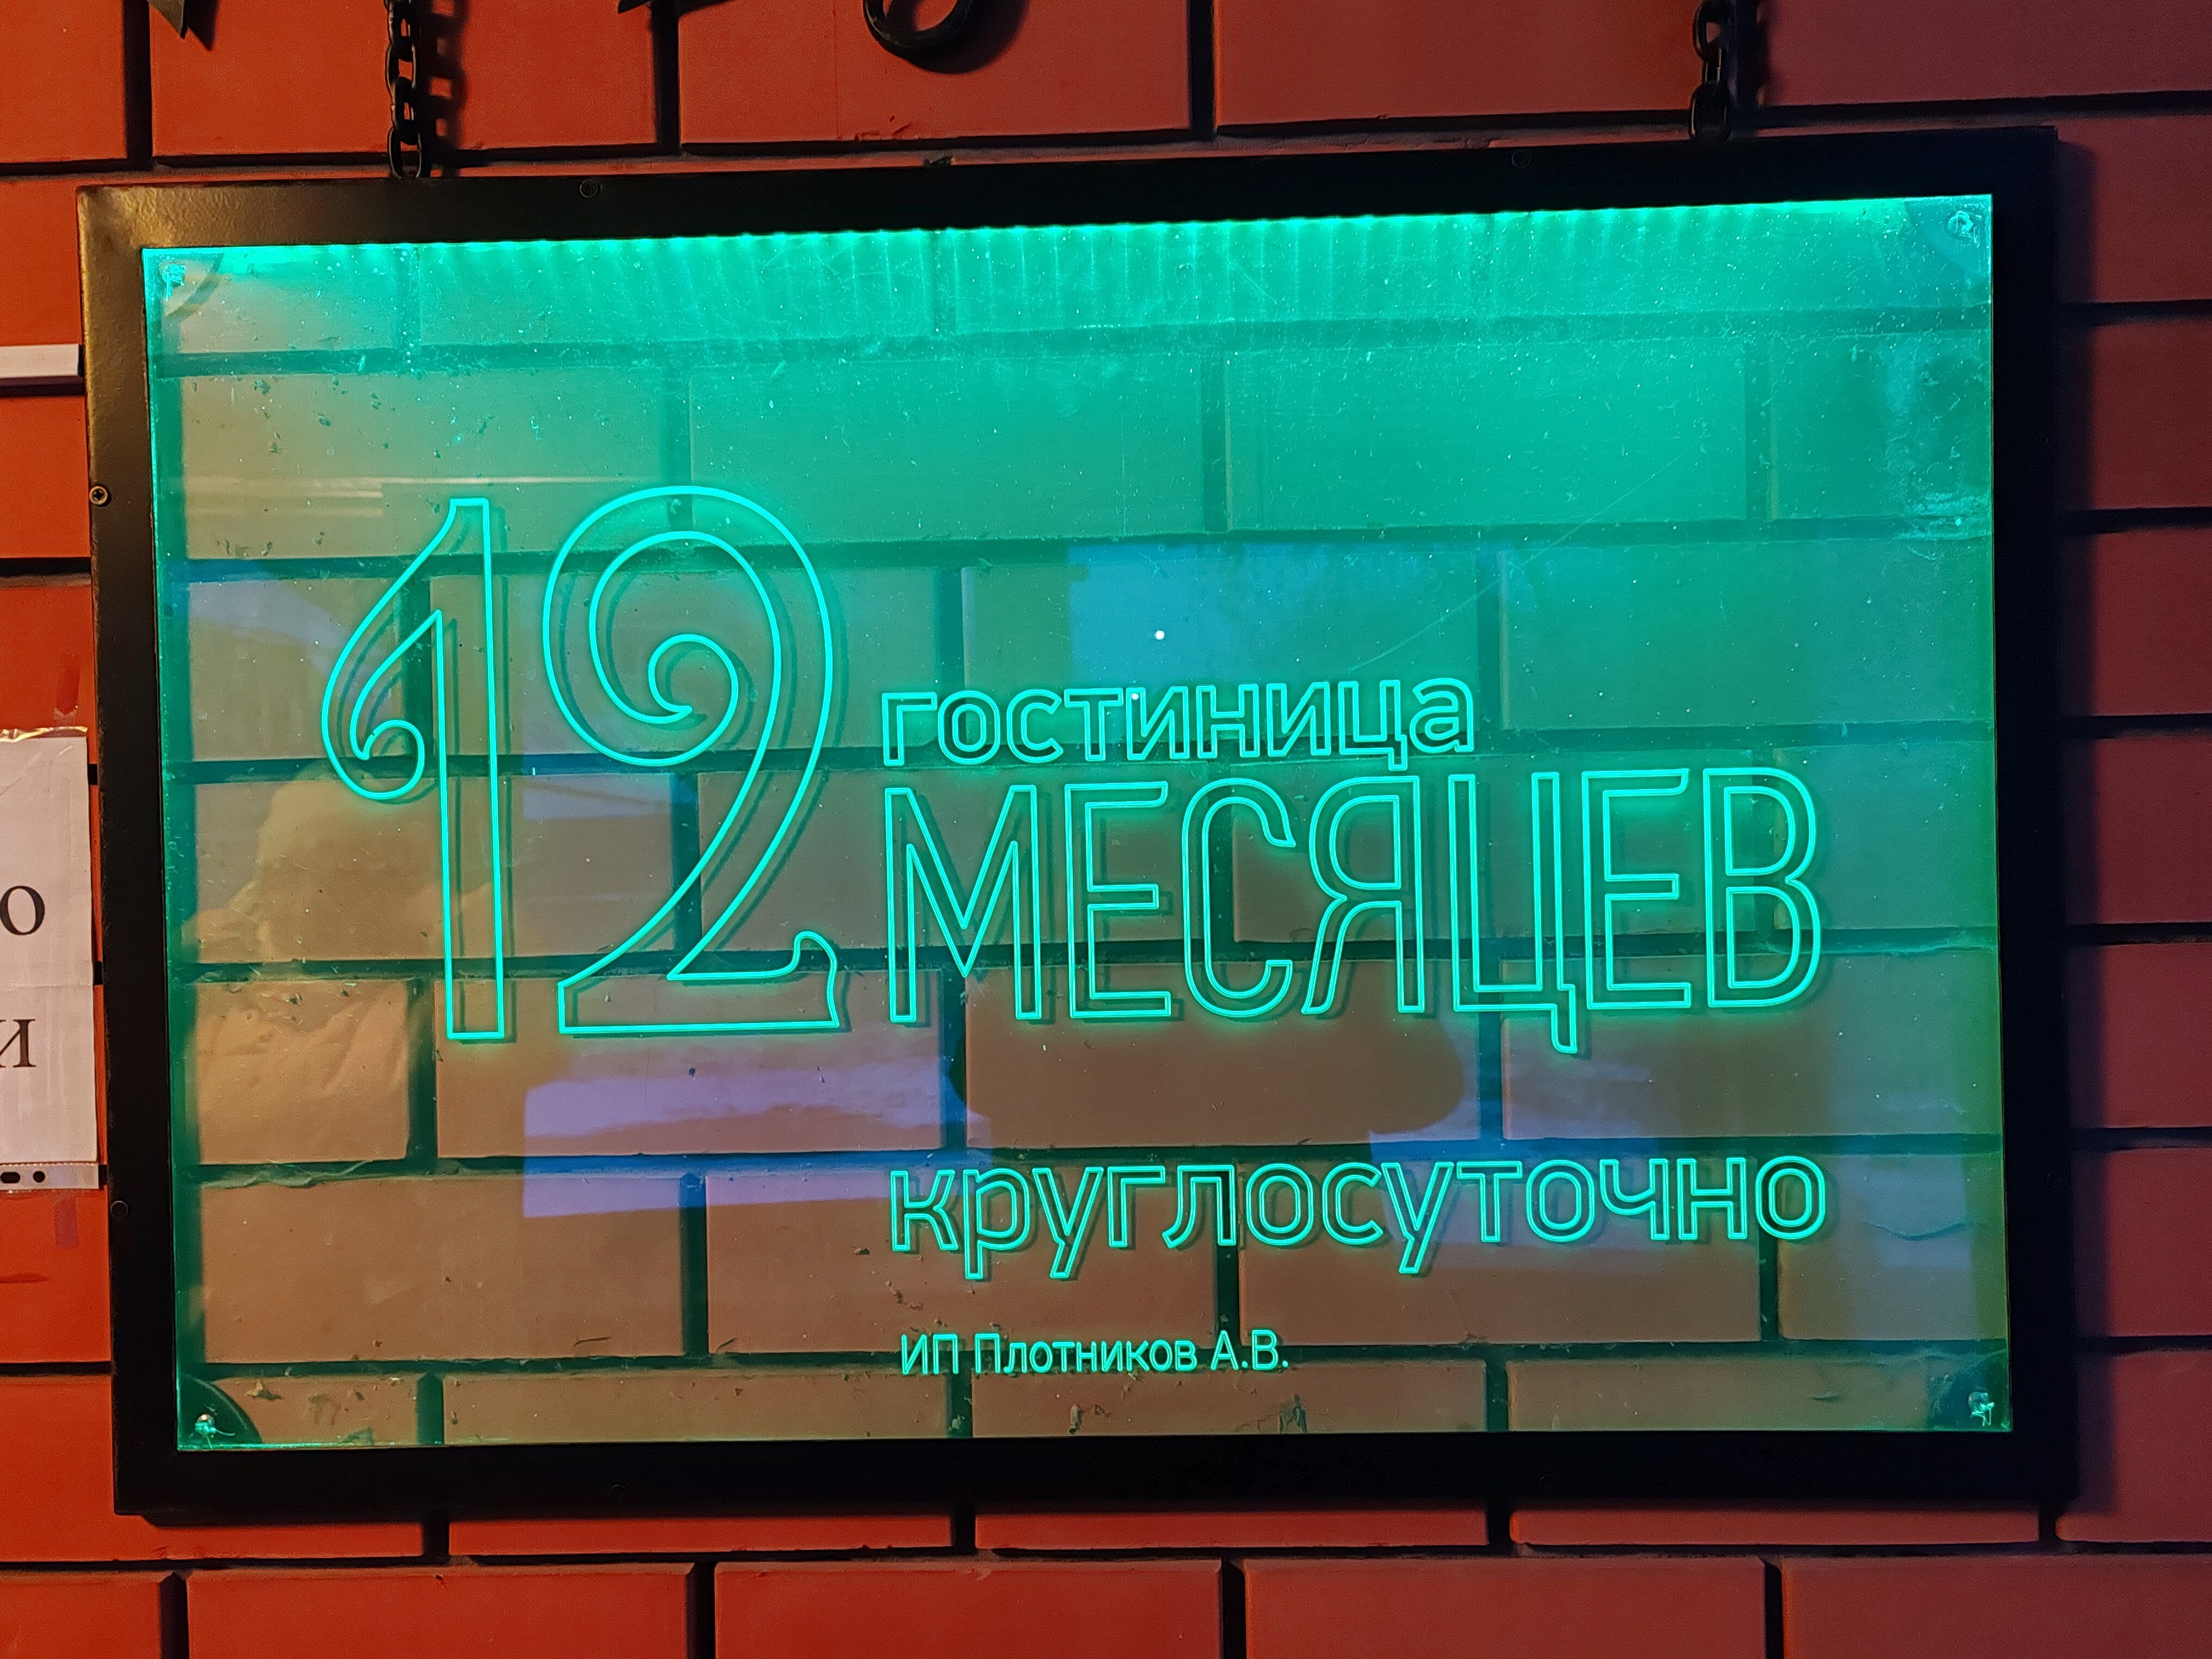 12
гостиница
МЕСЯЦЕВ
круглосуточно
ИП Плотников А.В.